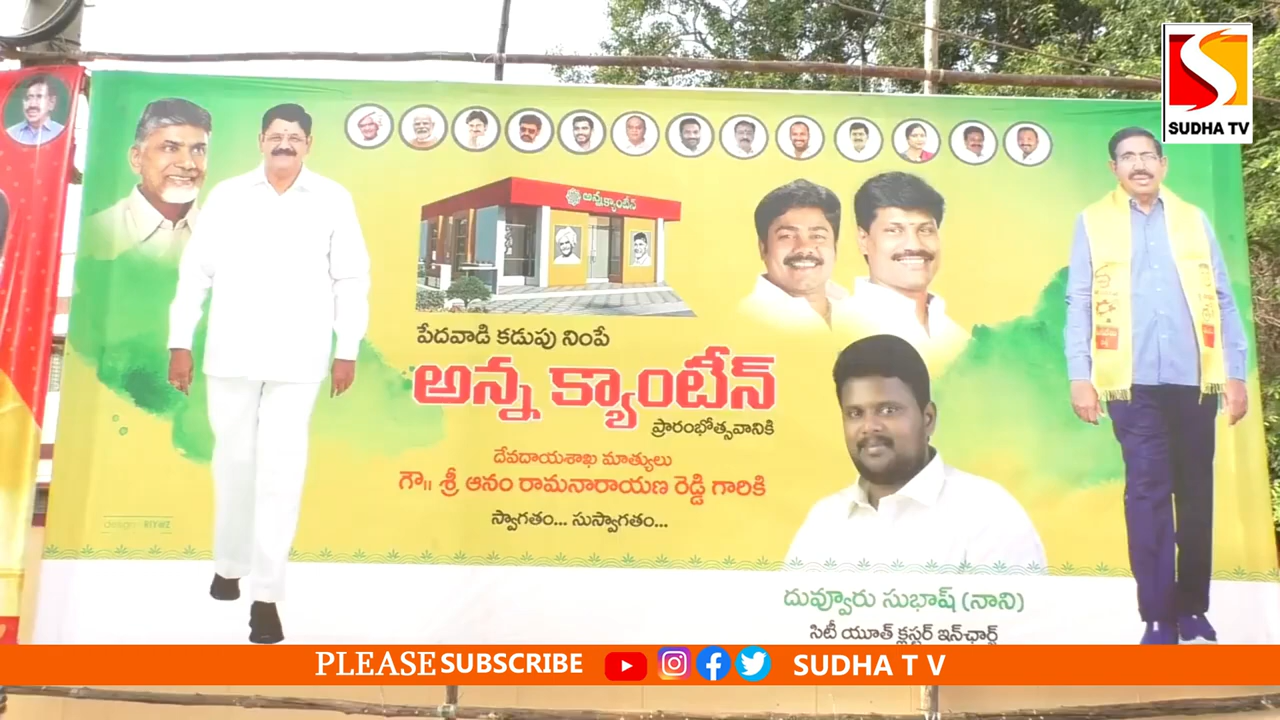 SUDHA TV
అన్న క్యాంటీన్
పేదవాడి కడుపు నింపే
అన్న క్యాంటీన్
ప్రారంభోత్సవానికి
దేవదాయశాఖ మాత్యులు
గౌ॥ శ్రీ ఆనం రామనారాయణ రెడ్డి గారికి
స్వాగతం... సుస్వాగతం...
దువ్వూరు సుభాష్ (నాని)
సిటీ యూత్ క్లస్టర్ ఇన్‌ఛార్జ్
PLEASE SUBSCRIBE SUDHA T V